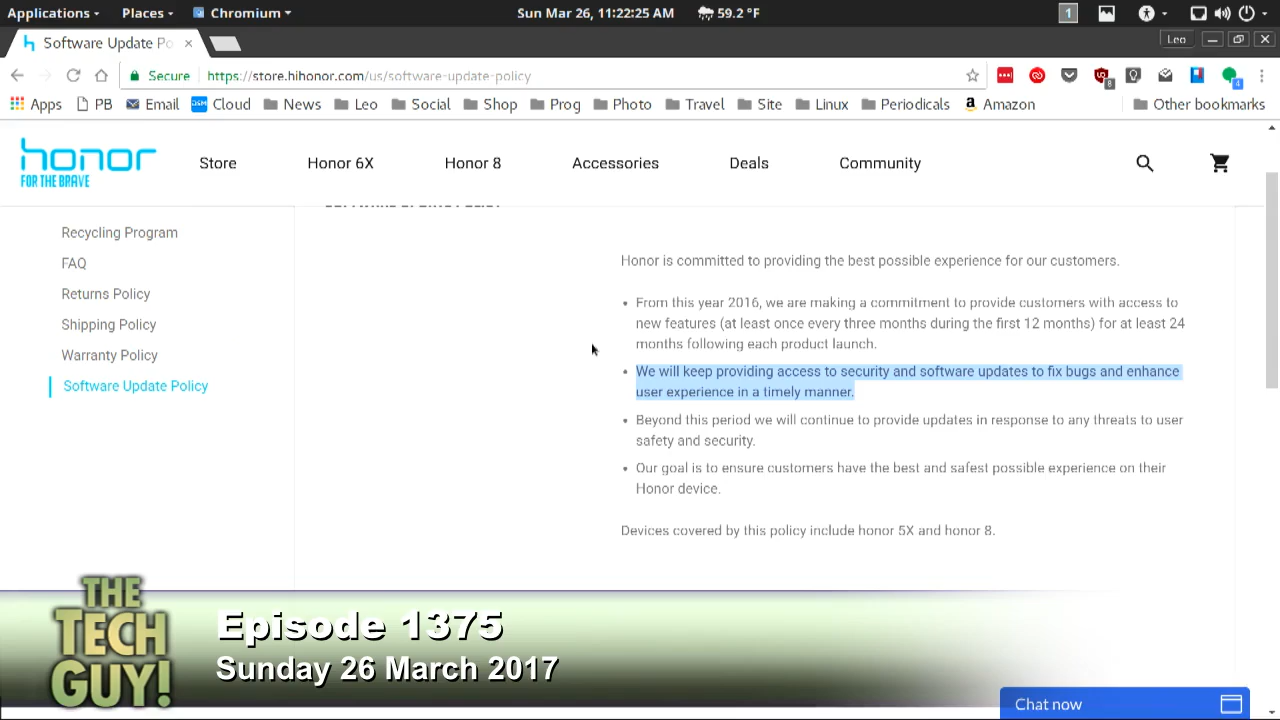 Applications Places Chromium Sun Mar 26, 11:22:25 AM 59.2 °F 1
Software Update Po Leo
Secure https://store.hihonor.com/us/software-update-policy 8 4
Apps PB Email DSM Cloud News Leo Social Shop Prog Photo Travel Site Linux Periodicals Amazon Other bookmarks
honor
FOR THE BRAVE
Store Honor 6X Honor 8 Accessories Deals Community
Recycling Program
FAQ
Returns Policy
Shipping Policy
Warranty Policy
Software Update Policy
Honor is committed to providing the best possible experience for our customers.
• From this year 2016, we are making a commitment to provide customers with access to
new features (at least once every three months during the first 12 months) for at least 24
months following each product launch.
• We will keep providing access to security and software updates to fix bugs and enhance
user experience in a timely manner.
• Beyond this period we will continue to provide updates in response to any threats to user
safety and security.
• Our goal is to ensure customers have the best and safest possible experience on their
Honor device.
Devices covered by this policy include honor 5X and honor 8.
THE
TECH
GUY!
Episode 1375
Sunday 26 March 2017
Chat now